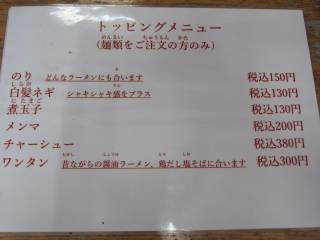 トッピングメニュー
(麺類をご注文の方のみ)
のり どんなラーメンにも合います 税込150円
白髪ネギ シャキシャキ感をプラス 税込130円
煮玉子 税込130円
メンマ 税込200円
チャーシュー 税込380円
ワンタン 昔ながらの醤油ラーメン、鶏だし塩そばに合います 税込300円